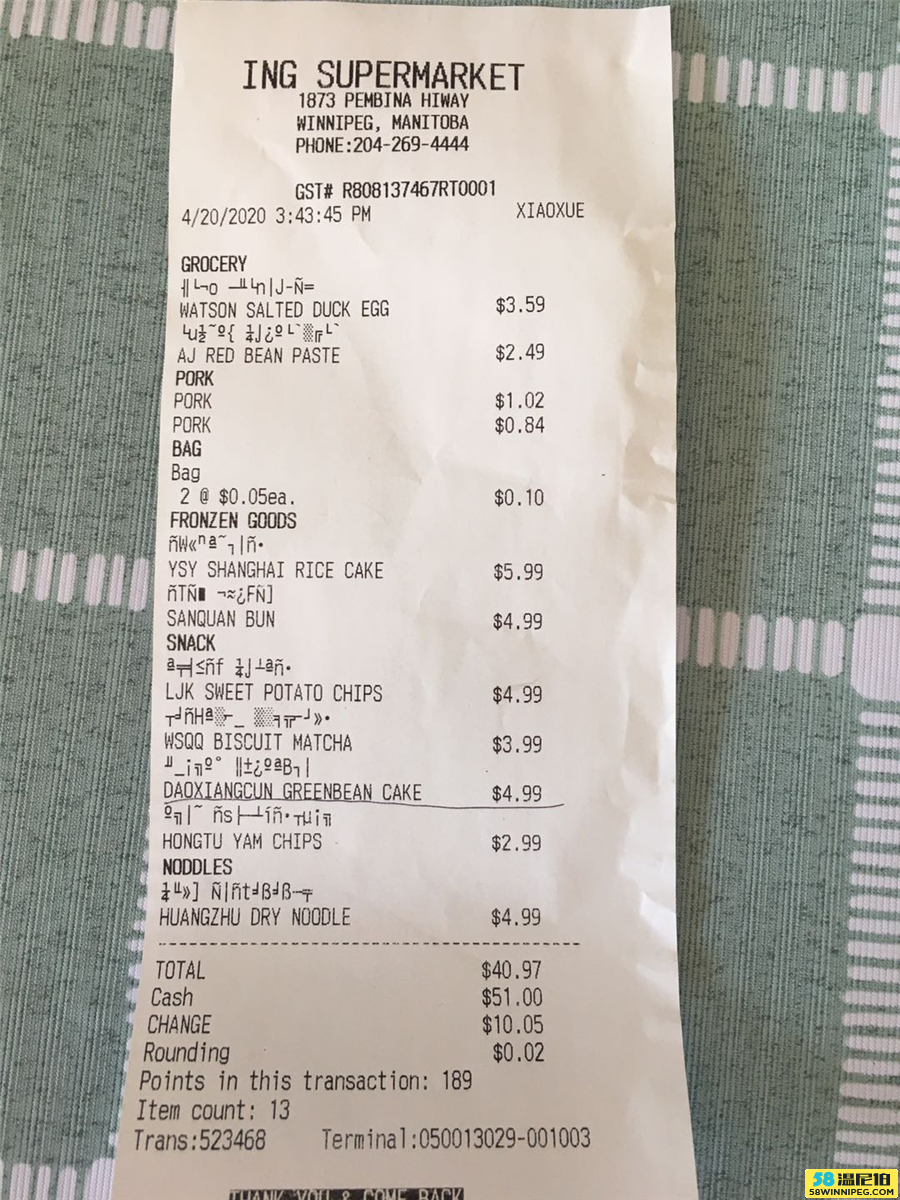 ING SUPERMARKET
1873 PEMBINA HIWAY
WINNIPEG, MANITOBA
PHONE:204-269-4444
GST# R808137467RT0001
4/20/2020 3:43:45 PM XIAOXUE
GROCERY
WATSON SALTED DUCK EGG $3.59
AJ RED BEAN PASTE $2.49
PORK
PORK $1.02
PORK $0.84
BAG
Bag
2 @ $0.05ea. $0.10
FRONZEN GOODS
YSY SHANGHAI RICE CAKE $5.99
SANQUAN BUN $4.99
SNACK
LJK SWEET POTATO CHIPS $4.99
WSQQ BISCUIT MATCHA $3.99
DAOXIANGCUN GREENBEAN CAKE $4.99
HONGTU YAM CHIPS $2.99
NODDLES
HUANGZHU DRY NOODLE $4.99
TOTAL $40.97
Cash $51.00
CHANGE $10.05
Rounding $0.02
Points in this transaction: 189
Item count: 13
Trans:523468 Terminal:050013029-001003
THANK YOU & COME BACK
58温尼伯
58WINNIPEG.COM